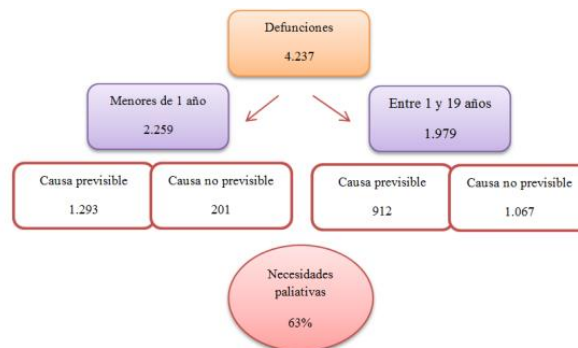 Defunciones
4.237
Menores de 1 año
2.259
Entre 1 y 19 años
1.979
Causa previsible
1.293
Causa no previsible
201
Causa previsible
912
Causa no previsible
1.067
Necesidades
paliativas
63%